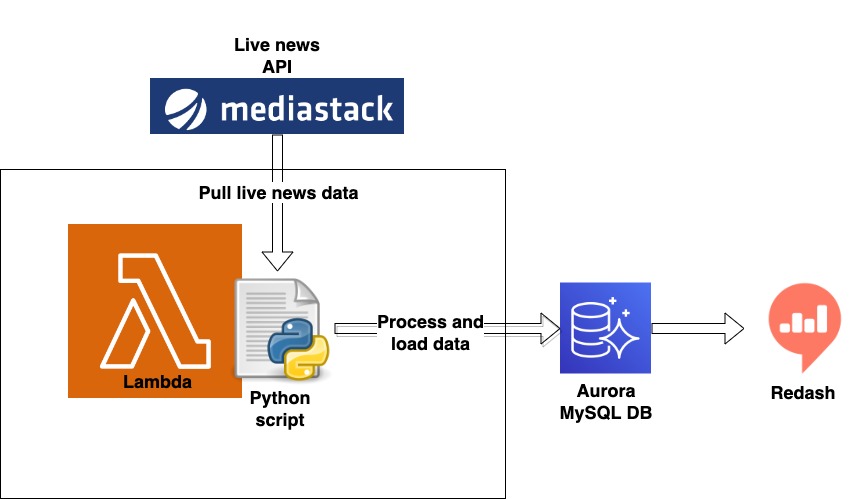 Live news
API
mediastack
Pull live news data
Lambda
Python
script
Process and
load data
Aurora
MySQL DB
Redash